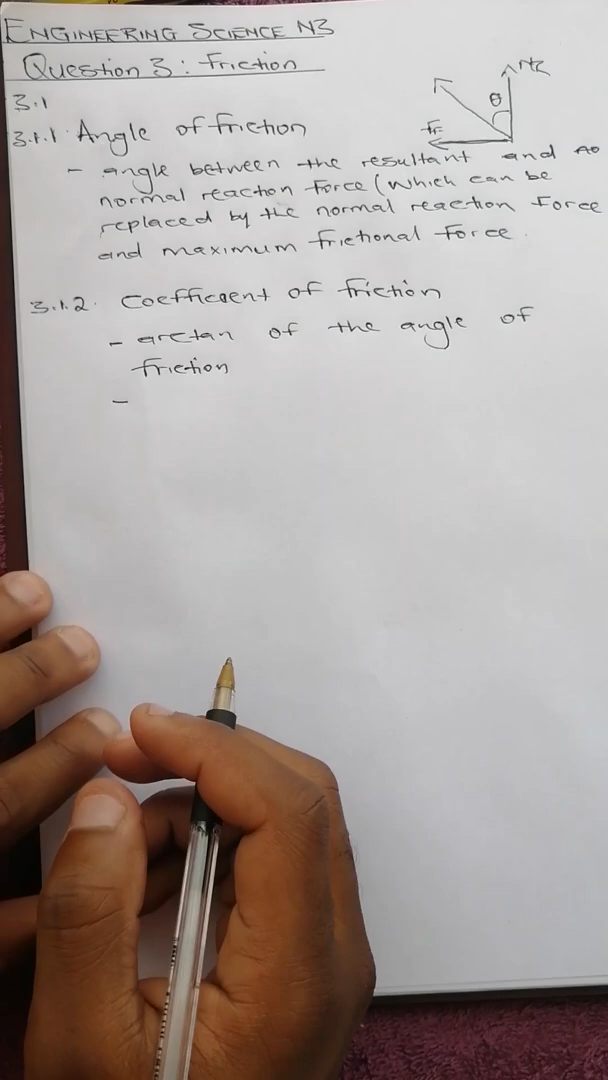 ENGINEERING SCIENCE N3
Question 3: Friction
3.1
3.1.1 Angle of friction
- angle between the resultant and
normal reaction force (which can be
replaced by the normal reaction force
and maximum frictional force.
NR
θ
Fr
3.1.2. Coefficent of friction
- arctan of the angle of
friction
-